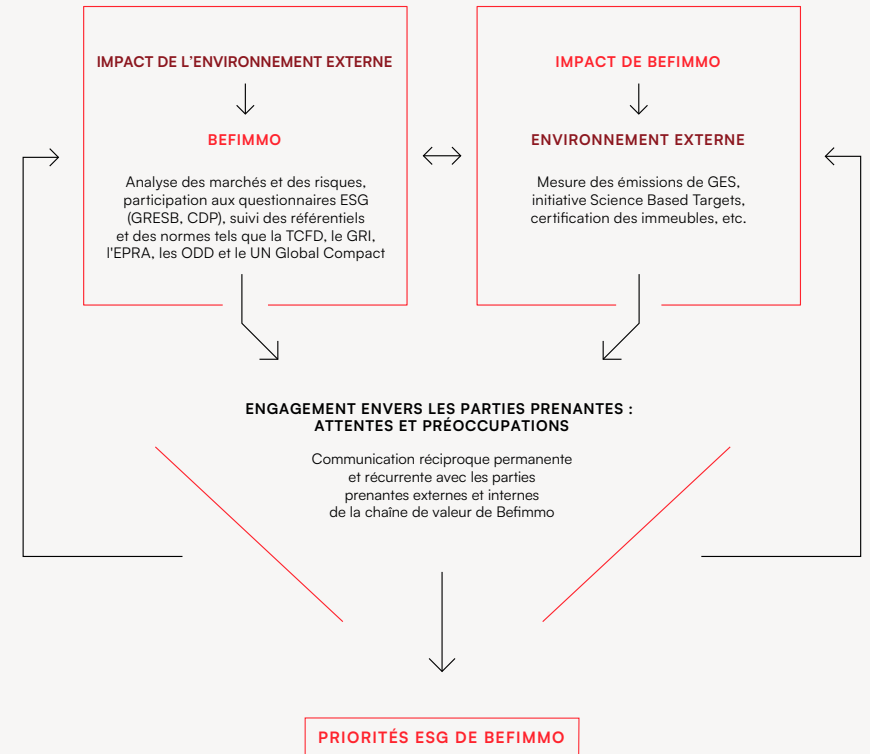 IMPACT DE L'ENVIRONNEMENT EXTERNE
BEFIMMO
Analyse des marchés et des risques,
participation aux questionnaires ESG
(GRESB, CDP), suivi des référentiels
et des normes tels que la TCFD, le GRI,
l'EPRA, les ODD et le UN Global Compact
IMPACT DE BEFIMMO
ENVIRONNEMENT EXTERNE
Mesure des émissions de GES,
initiative Science Based Targets,
certification des immeubles, etc.
ENGAGEMENT ENVERS LES PARTIES PRENANTES :
ATTENTES ET PRÉOCCUPATIONS
Communication réciproque permanente
et récurrente avec les parties
prenantes externes et internes
de la chaîne de valeur de Befimmo
PRIORITÉS ESG DE BEFIMMO